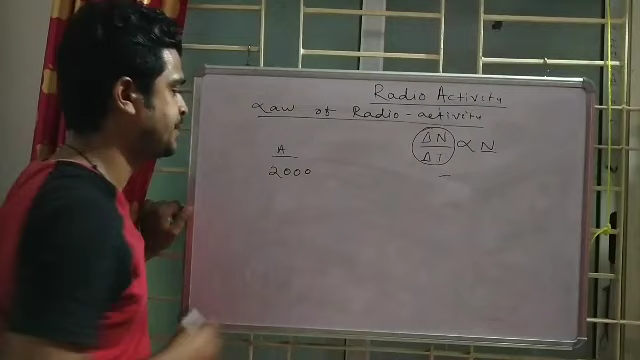 Radio Activity
Law of Radio-activity
ΔN/ΔT ∝ N
A
2000